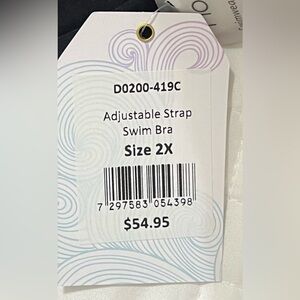 D0200-419C
Adjustable Strap
Swim Bra
Size 2X
7 297583 054398
$54.95